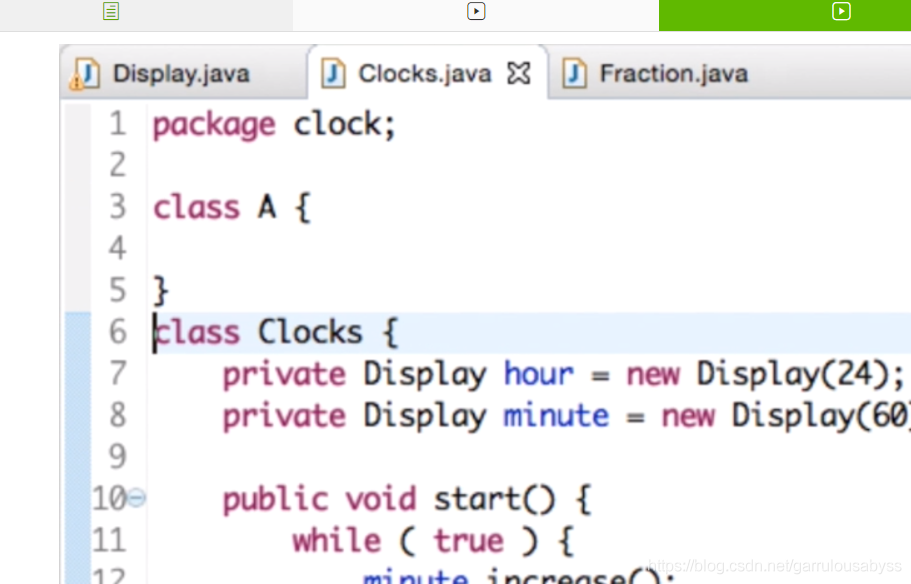 Display.java Clocks.java Fraction.java
1 package clock;
2
3 class A {
4
5 }
6 class Clocks {
7 private Display hour = new Display(24);
8 private Display minute = new Display(60)
9
10 public void start() {
11 while ( true ) {
12 minute.increase();
https://blog.csdn.net/garrulousabyss